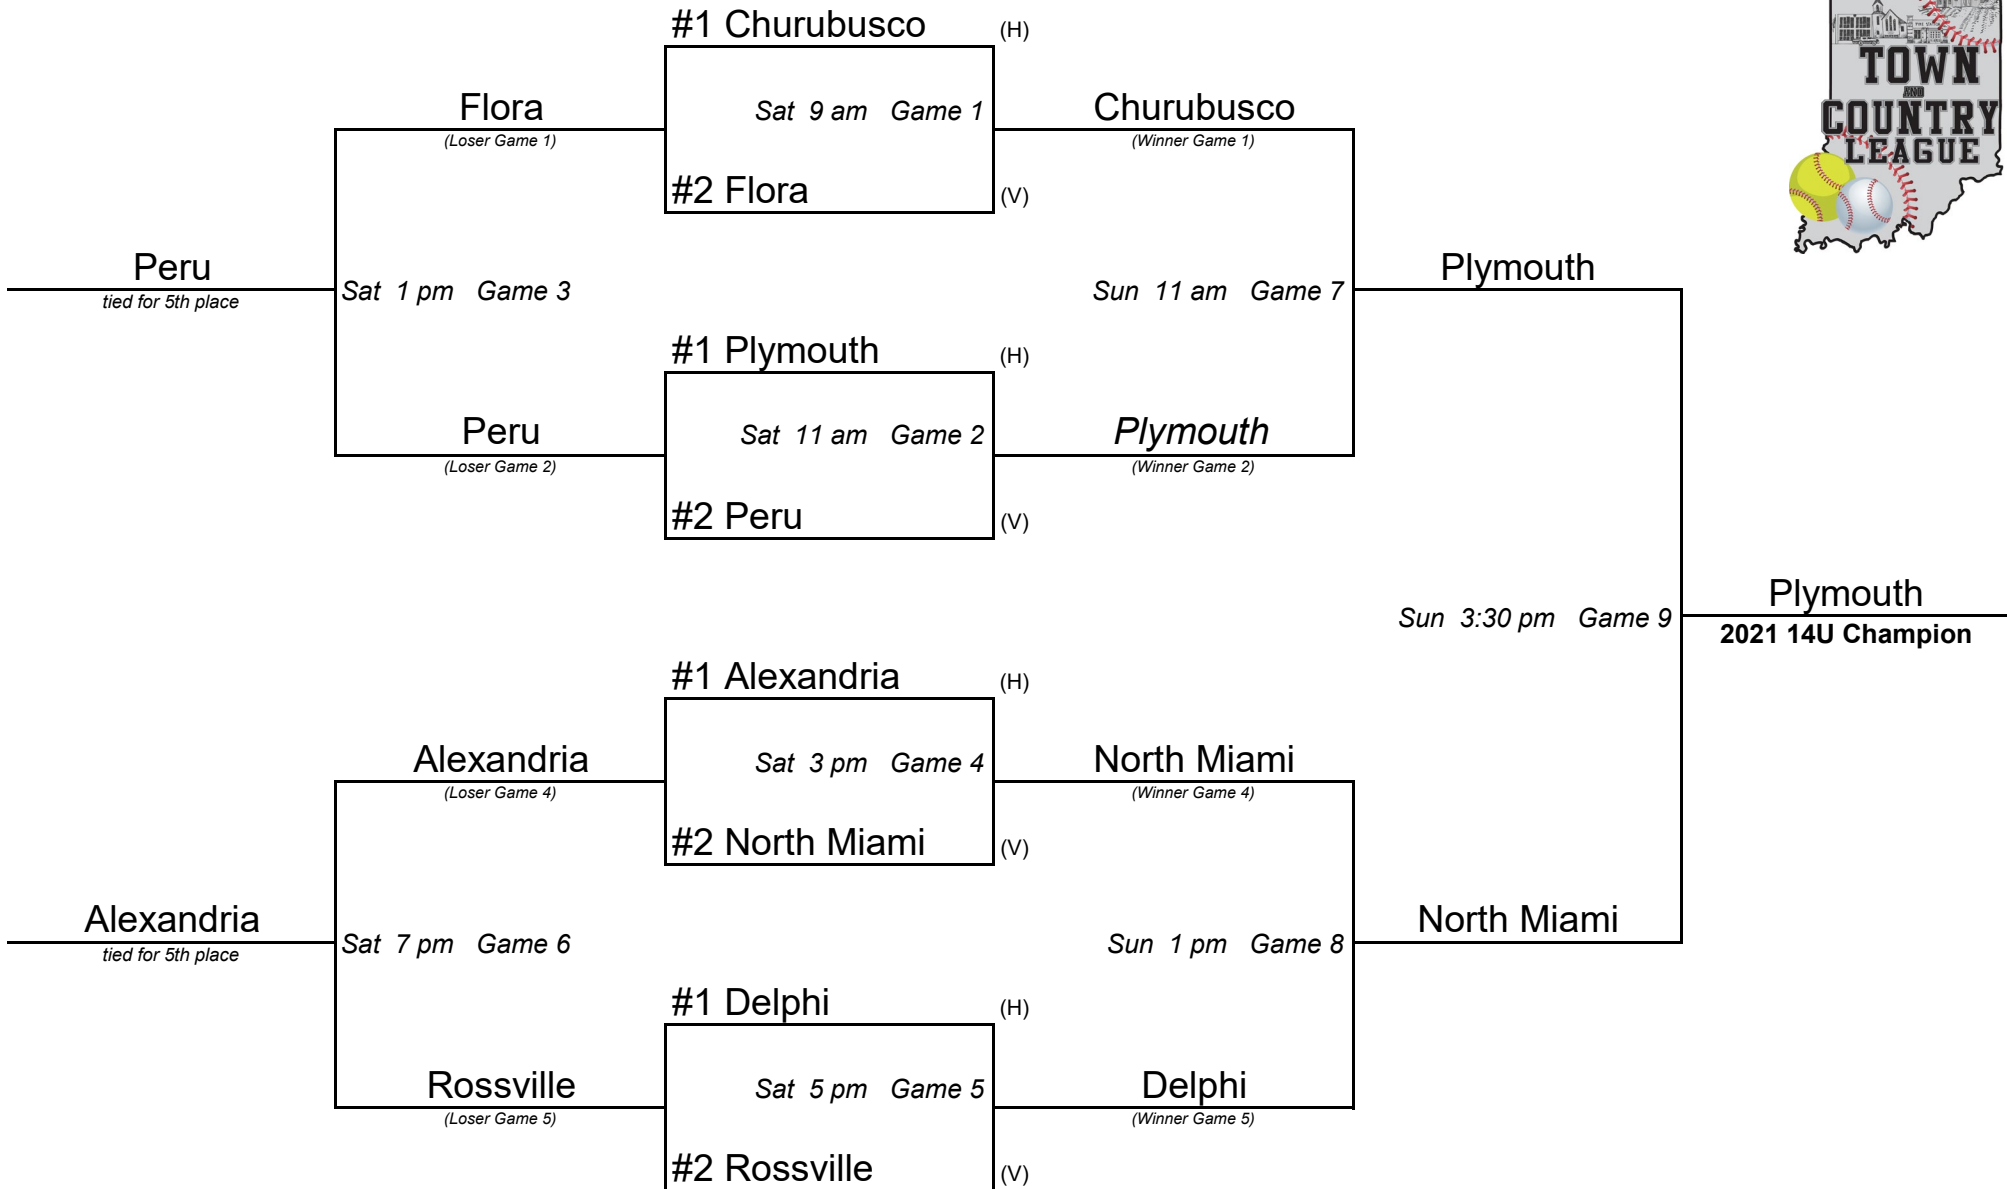 #1 Churubusco (H)
Flora
(Loser Game 1)
Sat 9 am Game 1
Churubusco
(Winner Game 1)
#2 Flora (V)
Peru
tied for 5th place
Sat 1 pm Game 3
Sun 11 am Game 7
Plymouth
#1 Plymouth (H)
Peru
(Loser Game 2)
Sat 11 am Game 2
Plymouth
(Winner Game 2)
#2 Peru (V)
Sun 3:30 pm Game 9
Plymouth
2021 14U Champion
#1 Alexandria (H)
Alexandria
(Loser Game 4)
Sat 3 pm Game 4
North Miami
(Winner Game 4)
#2 North Miami (V)
Alexandria
tied for 5th place
Sat 7 pm Game 6
Sun 1 pm Game 8
North Miami
#1 Delphi (H)
Rossville
(Loser Game 5)
Sat 5 pm Game 5
Delphi
(Winner Game 5)
#2 Rossville (V)
TOWN
AND
COUNTRY
LEAGUE